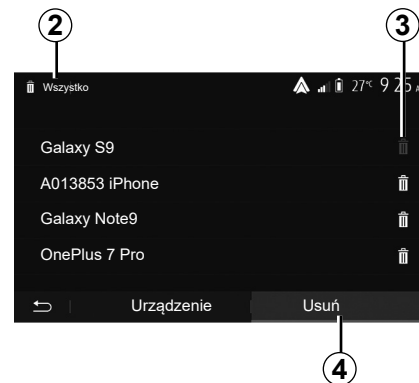 2 3
Wszystko 27°C 9 25
Galaxy S9
A013853 iPhone
Galaxy Note9
OnePlus 7 Pro
Urządzenie Usuń
4